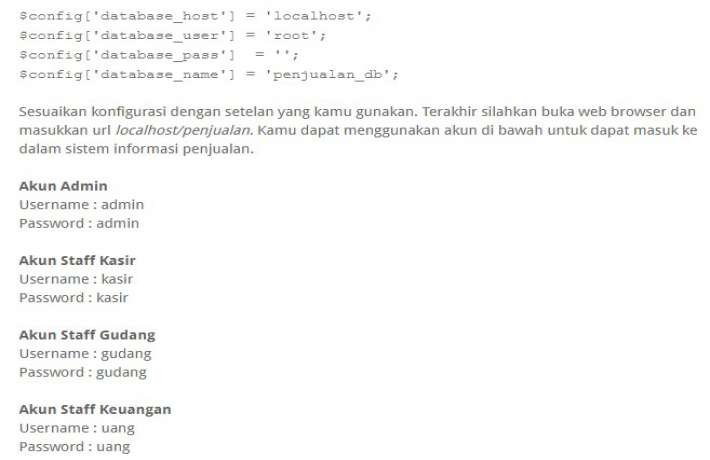 $config['database_host'] = 'localhost';
$config['database_user'] = 'root';
$config['database_pass']  = '';
$config['database_name'] = 'penjualan_db';
Sesuaikan konfigurasi dengan setelan yang kamu gunakan. Terakhir silahkan buka web browser dan
masukkan url localhost/penjualan. Kamu dapat menggunakan akun di bawah untuk dapat masuk ke
dalam sistem informasi penjualan.
Akun Admin
Username : admin
Password : admin
Akun Staff Kasir
Username : kasir
Password : kasir
Akun Staff Gudang
Username : gudang
Password : gudang
Akun Staff Keuangan
Username : uang
Password : uang